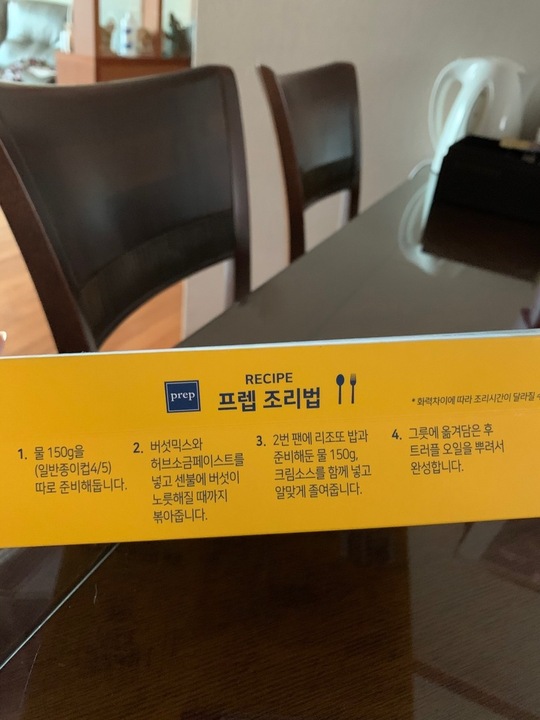 prep
RECIPE
프렙 조리법
* 화력차이에 따라 조리시간이 달라질
1. 물 150g을
(일반종이컵4/5)
따로 준비해둡니다.
2. 버섯믹스와
허브소금페이스트를
넣고 센불에 버섯이
노릇해질 때까지
볶아줍니다.
3. 2번 팬에 리조또 밥과
준비해둔 물 150g,
크림소스를 함께 넣고
알맞게 졸여줍니다.
4. 그릇에 옮겨담은 후
트러플 오일을 뿌려서
완성합니다.